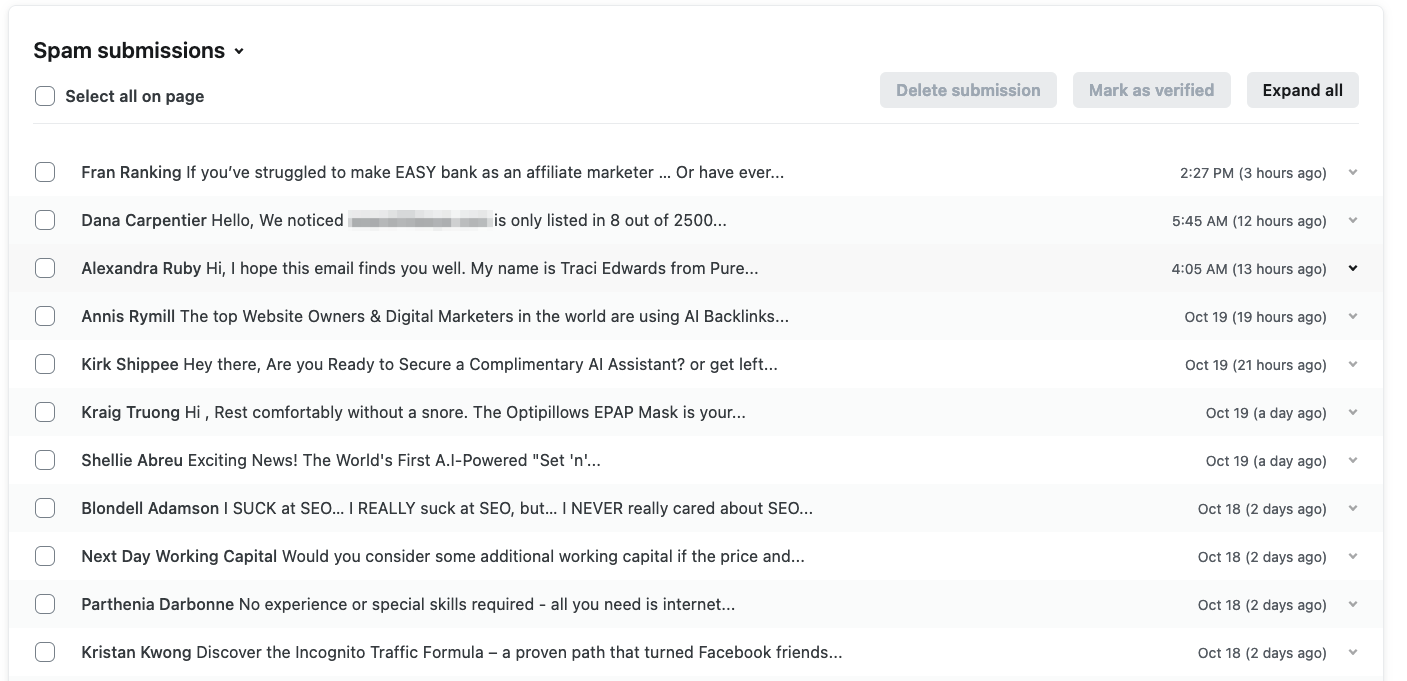 Spam submissions
Select all on page
Delete submission
Mark as verified
Expand all
Fran Ranking If you’ve struggled to make EASY bank as an affiliate marketer ... Or have ever... 2:27 PM (3 hours ago)
Dana Carpentier Hello, We noticed is only listed in 8 out of 2500... 5:45 AM (12 hours ago)
Alexandra Ruby Hi, I hope this email finds you well. My name is Traci Edwards from Pure... 4:05 AM (13 hours ago)
Annis Rymill The top Website Owners & Digital Marketers in the world are using AI Backlinks... Oct 19 (19 hours ago)
Kirk Shippee Hey there, Are you Ready to Secure a Complimentary AI Assistant? or get left... Oct 19 (21 hours ago)
Kraig Truong Hi , Rest comfortably without a snore. The Optipillows EPAP Mask is your... Oct 19 (a day ago)
Shellie Abreu Exciting News! The World's First A.I-Powered "Set 'n'... Oct 19 (a day ago)
Blondell Adamson I SUCK at SEO... I REALLY suck at SEO, but... I NEVER really cared about SEO... Oct 18 (2 days ago)
Next Day Working Capital Would you consider some additional working capital if the price and... Oct 18 (2 days ago)
Parthenia Darbonne No experience or special skills required - all you need is internet... Oct 18 (2 days ago)
Kristan Kwong Discover the Incognito Traffic Formula – a proven path that turned Facebook friends... Oct 18 (2 days ago)